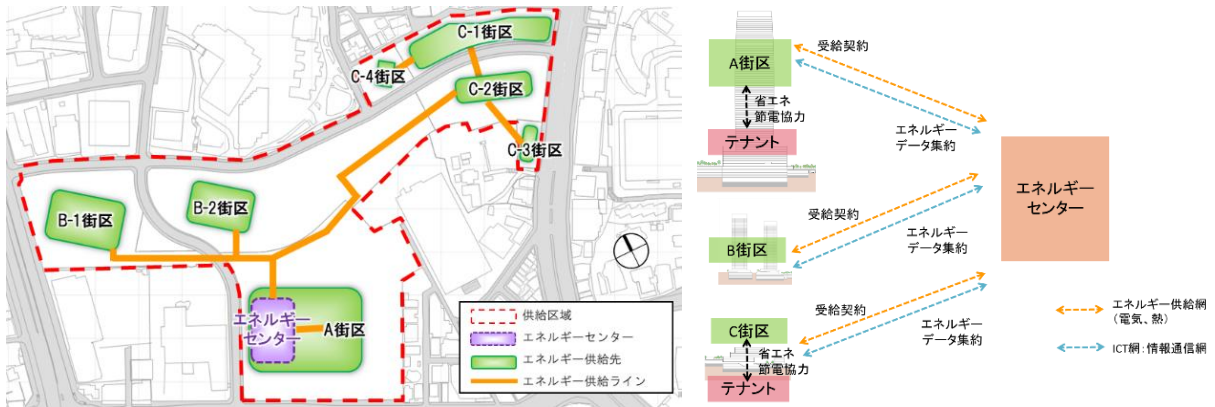 C-1街区
C-4街区
C-2街区
C-3街区
B-1街区
B-2街区
エネルギー
センター
A街区
供給区域
エネルギーセンター
エネルギー供給先
エネルギー供給ライン
A街区
省エネ
節電協力
テナント
受給契約
エネルギー
データ集約
B街区
受給契約
エネルギー
データ集約
C街区
省エネ
節電協力
テナント
受給契約
エネルギー
データ集約
エネルギー
センター
エネルギー供給網
(電気、熱)
ICT網:情報通信網